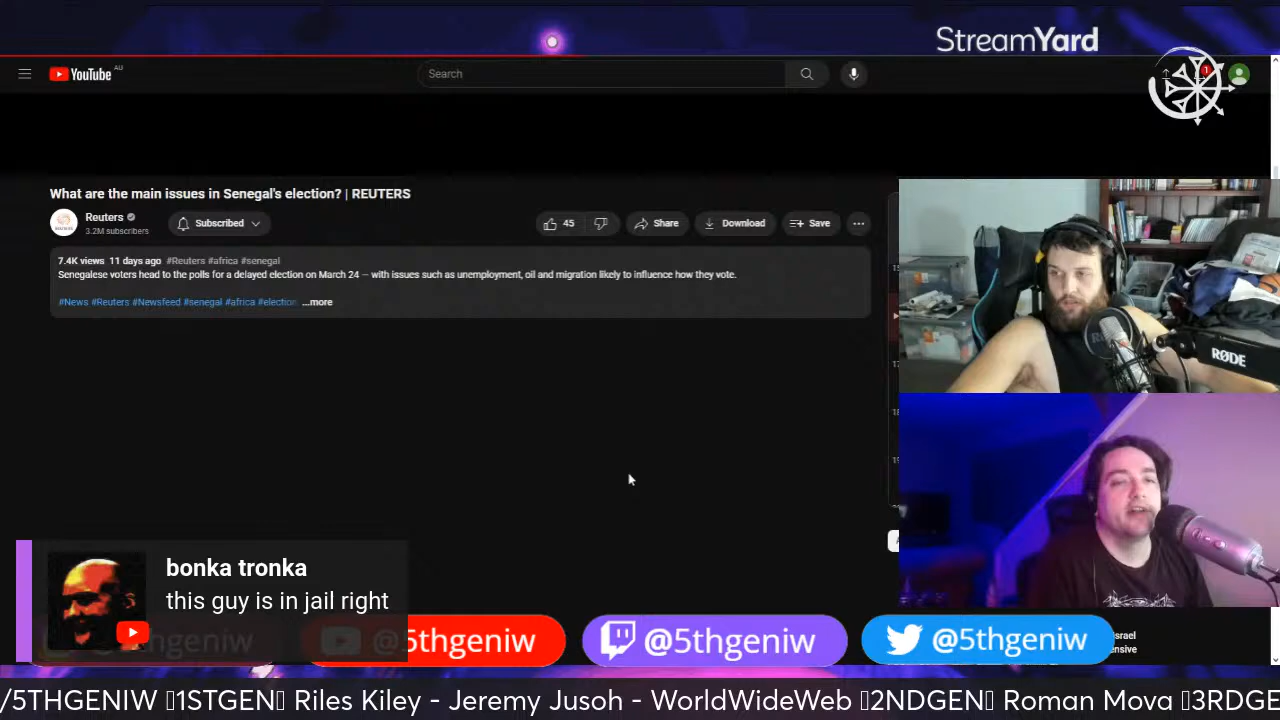 StreamYard
YouTube AU
Search
1
What are the main issues in Senegal's election? | REUTERS
Reuters
3.2M subscribers
Subscribed
45
Share
Download
Save
7.4K views 11 days ago #Reuters #africa #senegal
Senegalese voters head to the polls for a delayed election on March 24 — with issues such as unemployment, oil and migration likely to influence how they vote.
#News #Reuters #Newsfeed #senegal #africa #election ...more
RØDE
bonka tronka
this guy is in jail right
@5thgeniw
@5thgeniw
@5thgeniw
/5THGENIW 1STGEN Riles Kiley - Jeremy Jusoh - WorldWideWeb 2NDGEN Roman Mova 3RDGE